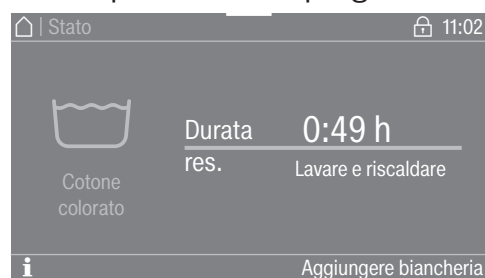 | Stato 11:02
Durata 0:49 h
res. Lavare e riscaldare
Cotone
colorato
i Aggiungere biancheria